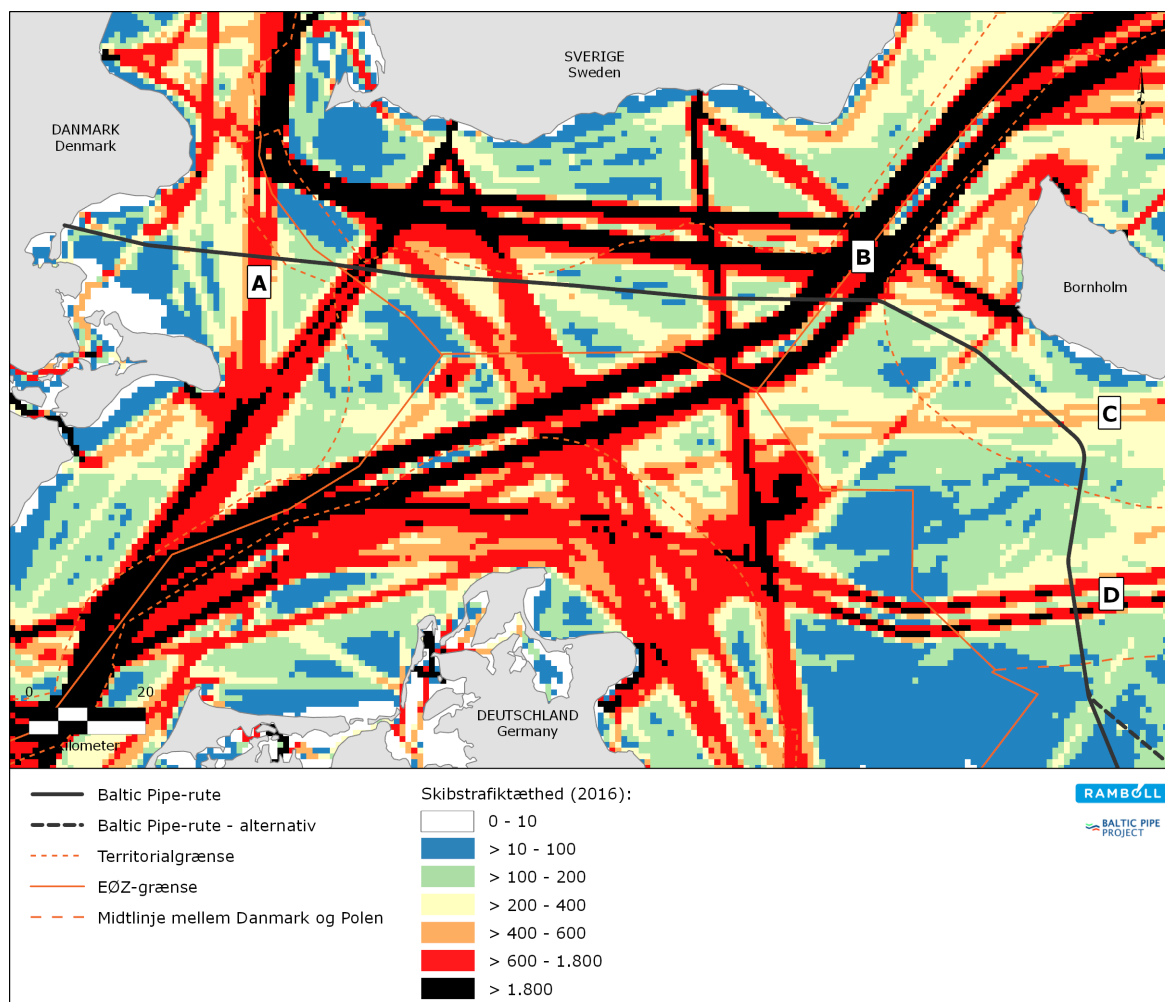 SVERIGE
Sweden
DANMARK
Denmark
A
B
Bornholm
C
D
0
20
kilometer
DEUTSCHLAND
Germany
Baltic Pipe-rute
Baltic Pipe-rute - alternativ
Territorialgrænse
EØZ-grænse
Midtlinje mellem Danmark og Polen
Skibstrafiktæthed (2016):
0 - 10
> 10 - 100
> 100 - 200
> 200 - 400
> 400 - 600
> 600 - 1.800
> 1.800
RAMBOLL
BALTIC PIPE
PROJECT